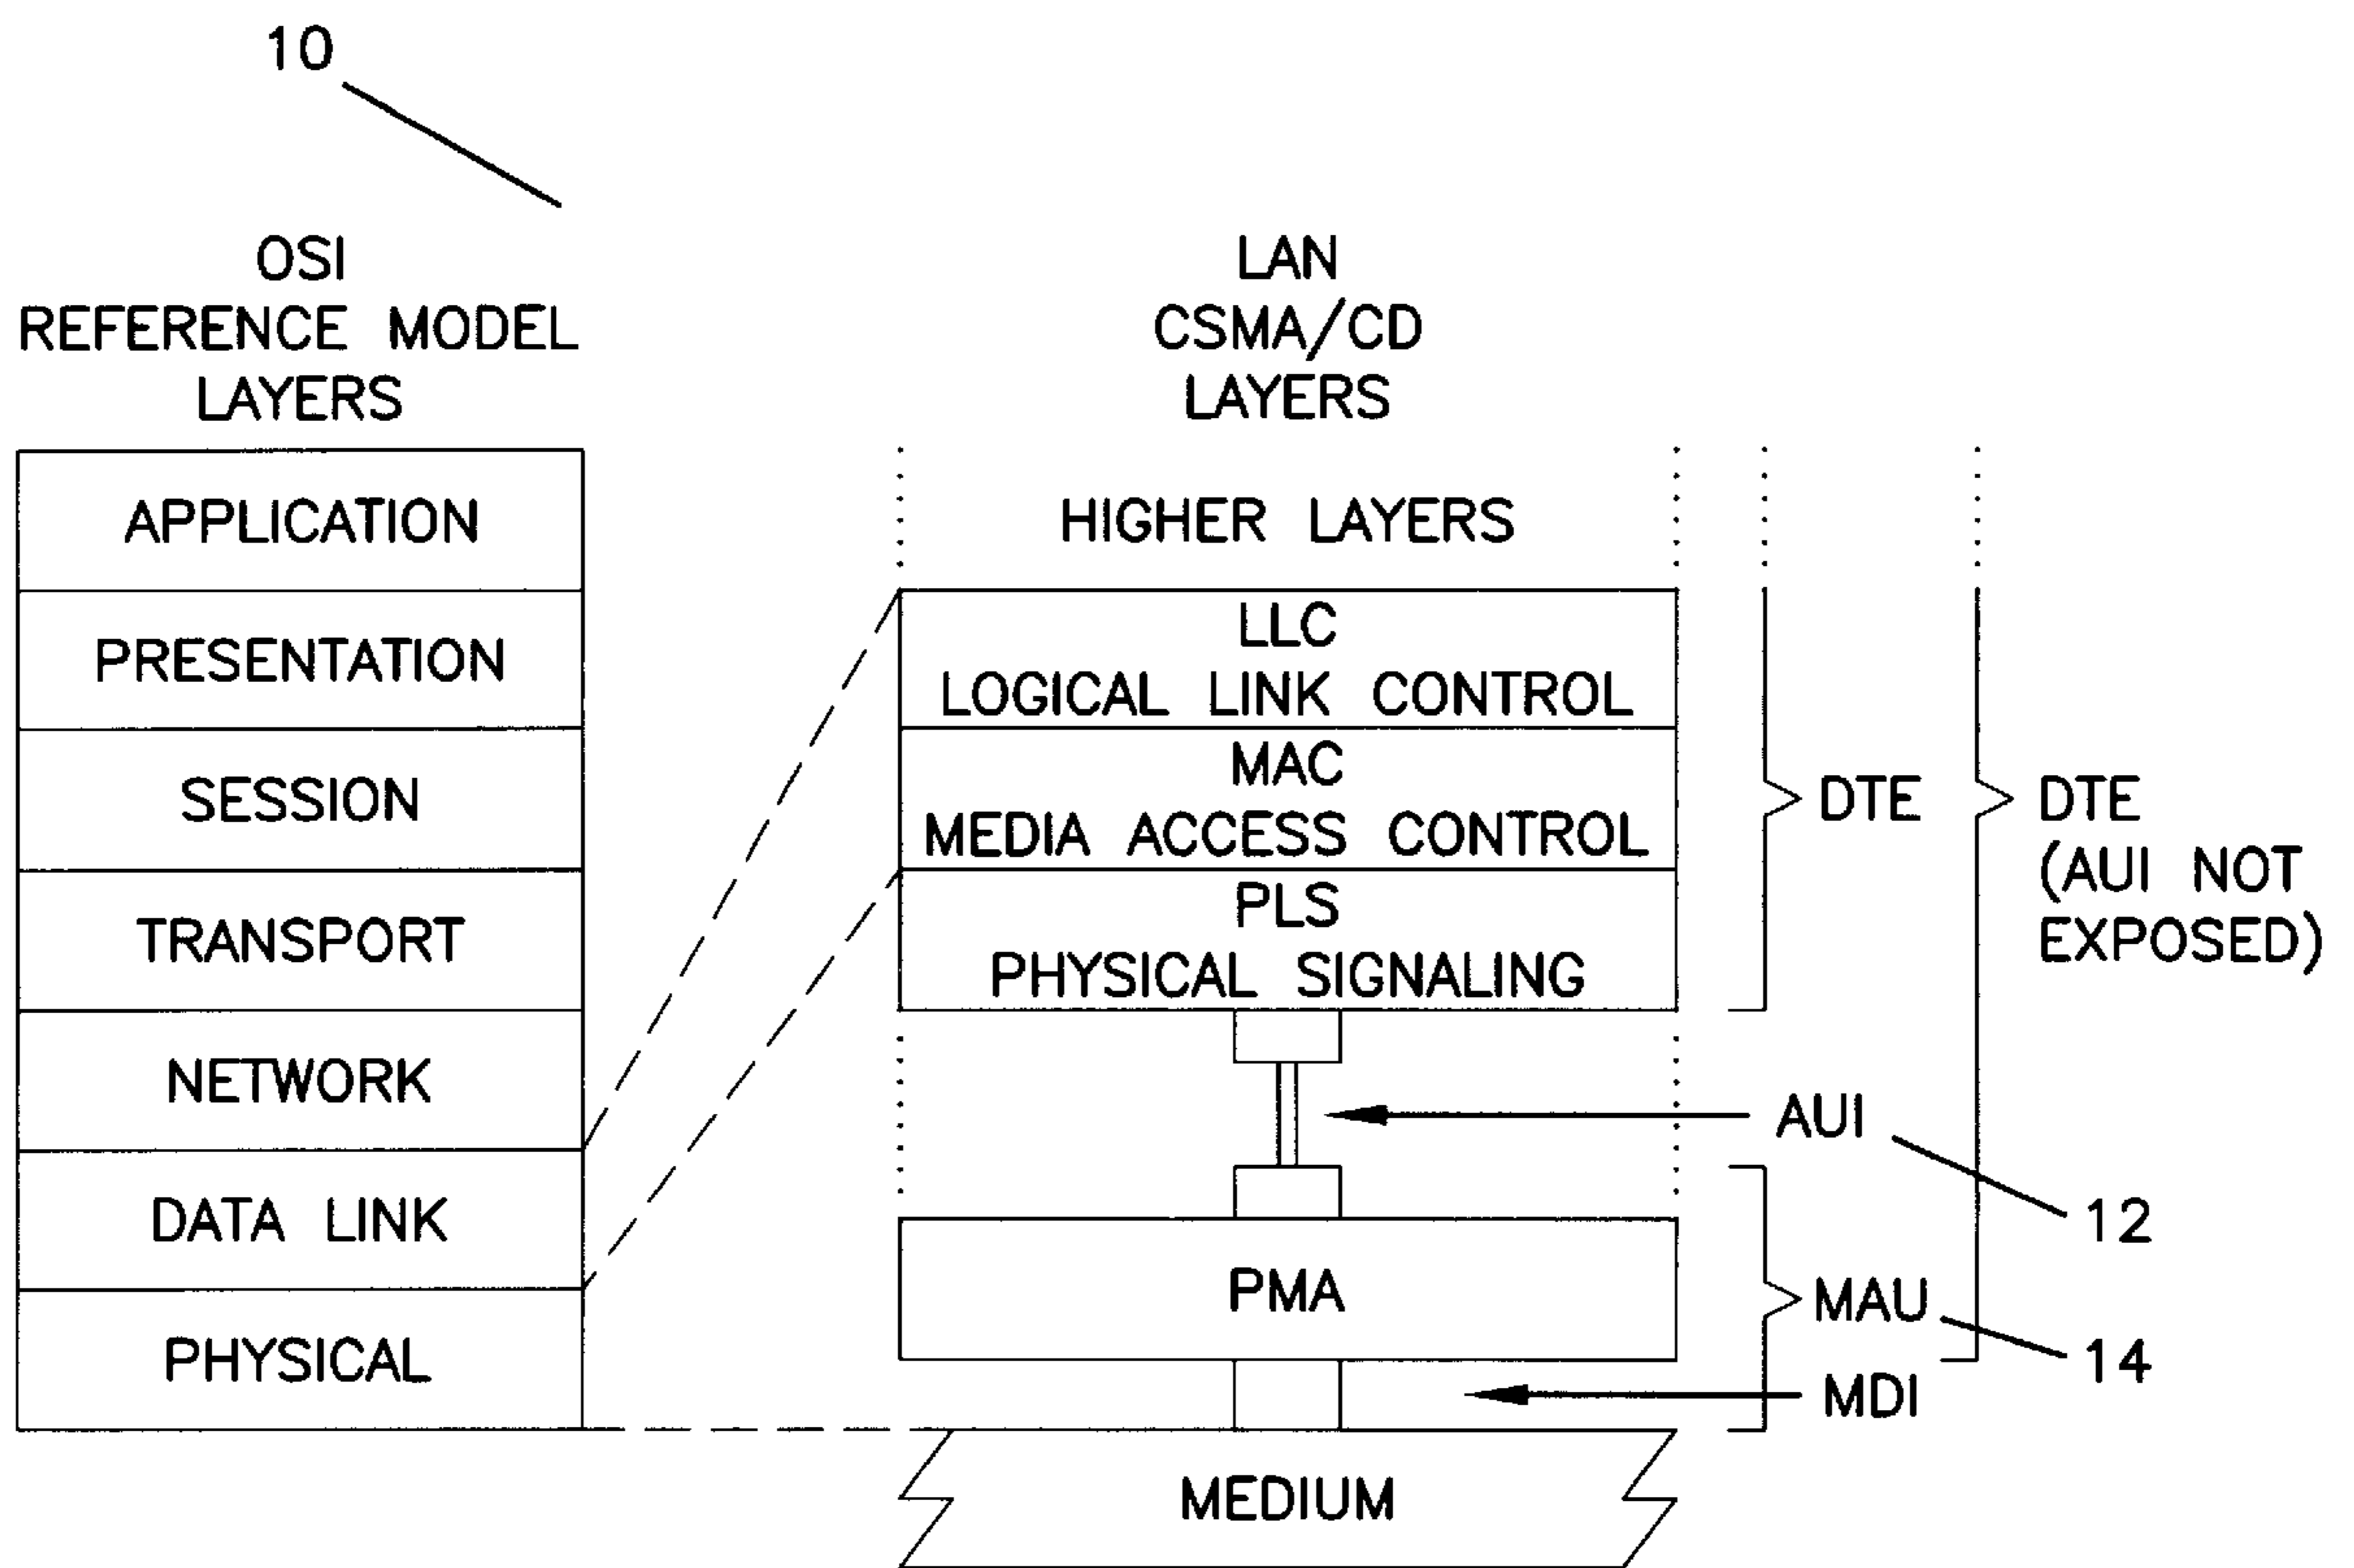 10
OSI
REFERENCE MODEL
LAYERS
APPLICATION
PRESENTATION
SESSION
TRANSPORT
NETWORK
DATA LINK
PHYSICAL
LAN
CSMA/CD
LAYERS
HIGHER LAYERS
LLC
LOGICAL LINK CONTROL
MAC
MEDIA ACCESS CONTROL
PLS
PHYSICAL SIGNALING
PMA
MEDIUM
DTE
AUI
12
MAU
14
MDI
DTE
(AUI NOT
EXPOSED)